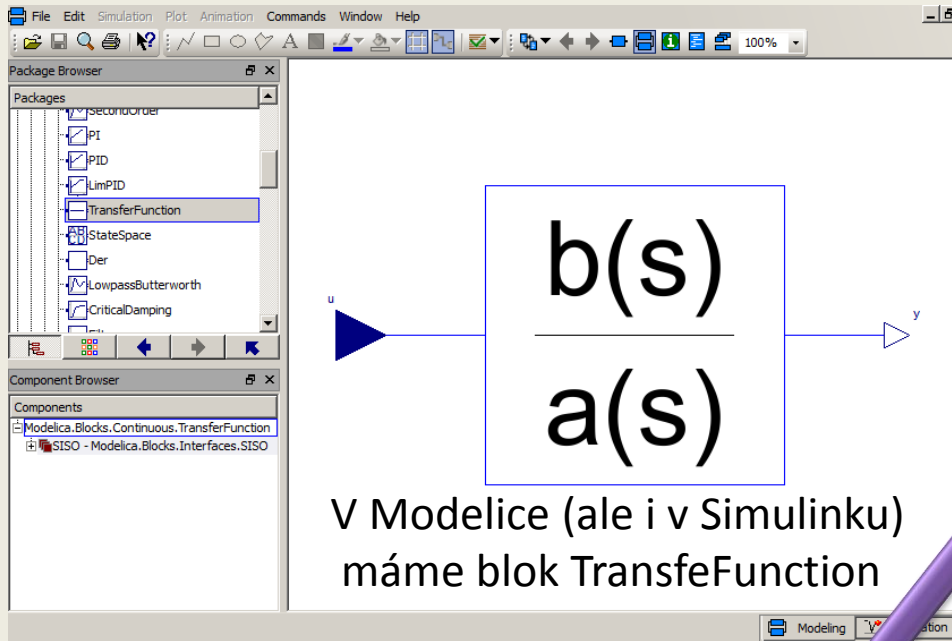 File Edit Simulation Plot Animation Commands Window Help
100%
Package Browser
Packages
SecondOrder
PI
PID
LimPID
TransferFunction
StateSpace
Der
LowpassButterworth
CriticalDamping
Component Browser
Components
Modelica.Blocks.Continuous.TransferFunction
SISO - Modelica.Blocks.Interfaces.SISO
u
b(s)
a(s)
y
V Modelice (ale i v Simulinku)
máme blok TransfeFunction
Modeling